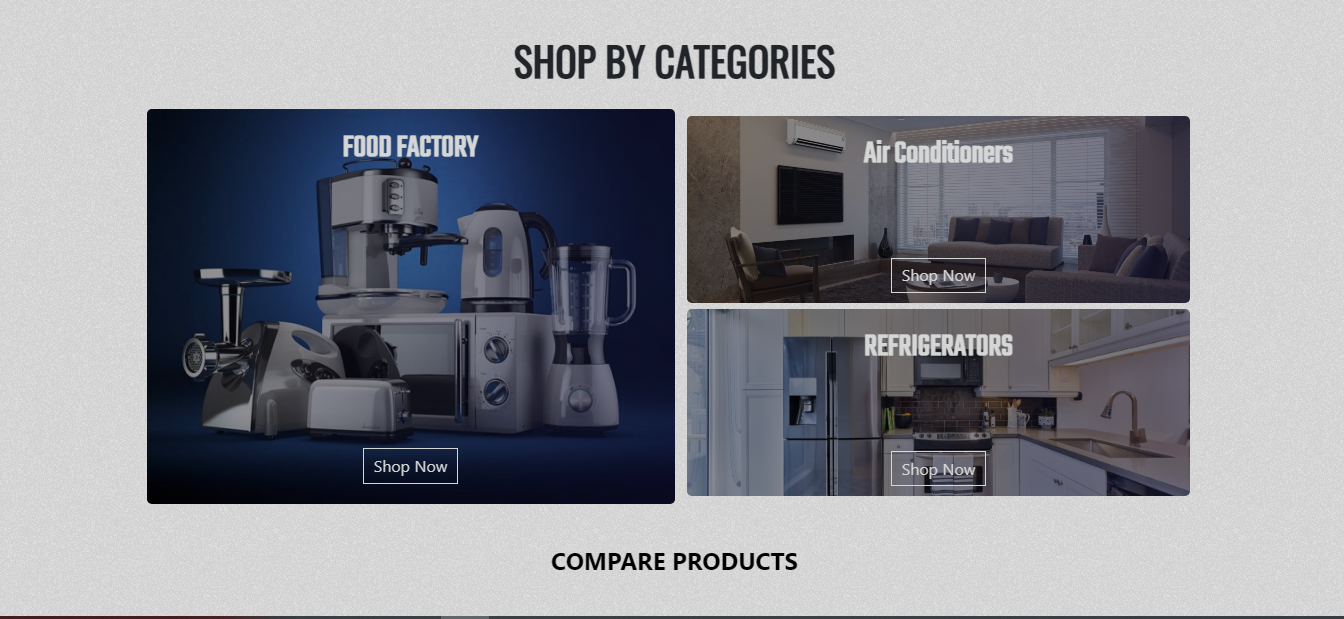 SHOP BY CATEGORIES
FOOD FACTORY
Shop Now
Air Conditioners
Shop Now
REFRIGERATORS
Shop Now
COMPARE PRODUCTS